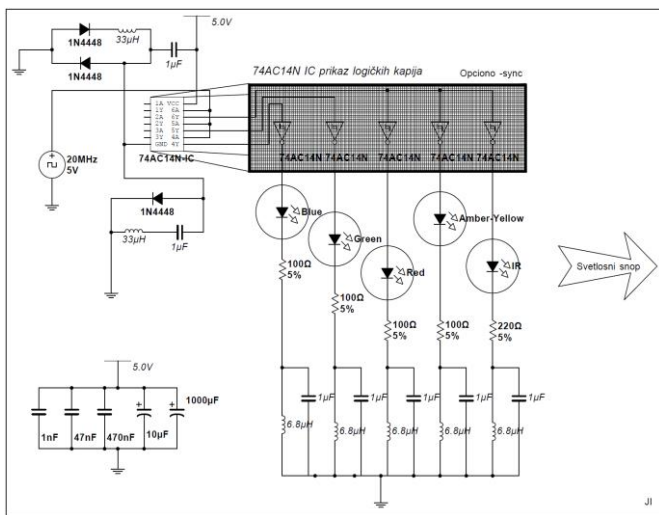 5.0V
1N4448
33µH
1N4448
1µF
74AC14N IC prikaz logičkih kapija
Opciono -sync
1A VCC
1Y 6A
2A 6Y
2Y 5A
3A 5Y
3Y 4A
GND 4Y
74AC14N-IC
74AC14N
74AC14N
74AC14N
74AC14N
74AC14N
20MHz
5V
1N4448
33µH
1µF
Blue
Green
Red
Amber-Yellow
IR
Svetlosni snop
100Ω
5%
100Ω
5%
100Ω
5%
100Ω
5%
220Ω
5%
5.0V
1nF
47nF
470nF
10µF
1000µF
1µF
1µF
1µF
1µF
1µF
6.8µH
6.8µH
6.8µH
6.8µH
6.8µH
JI